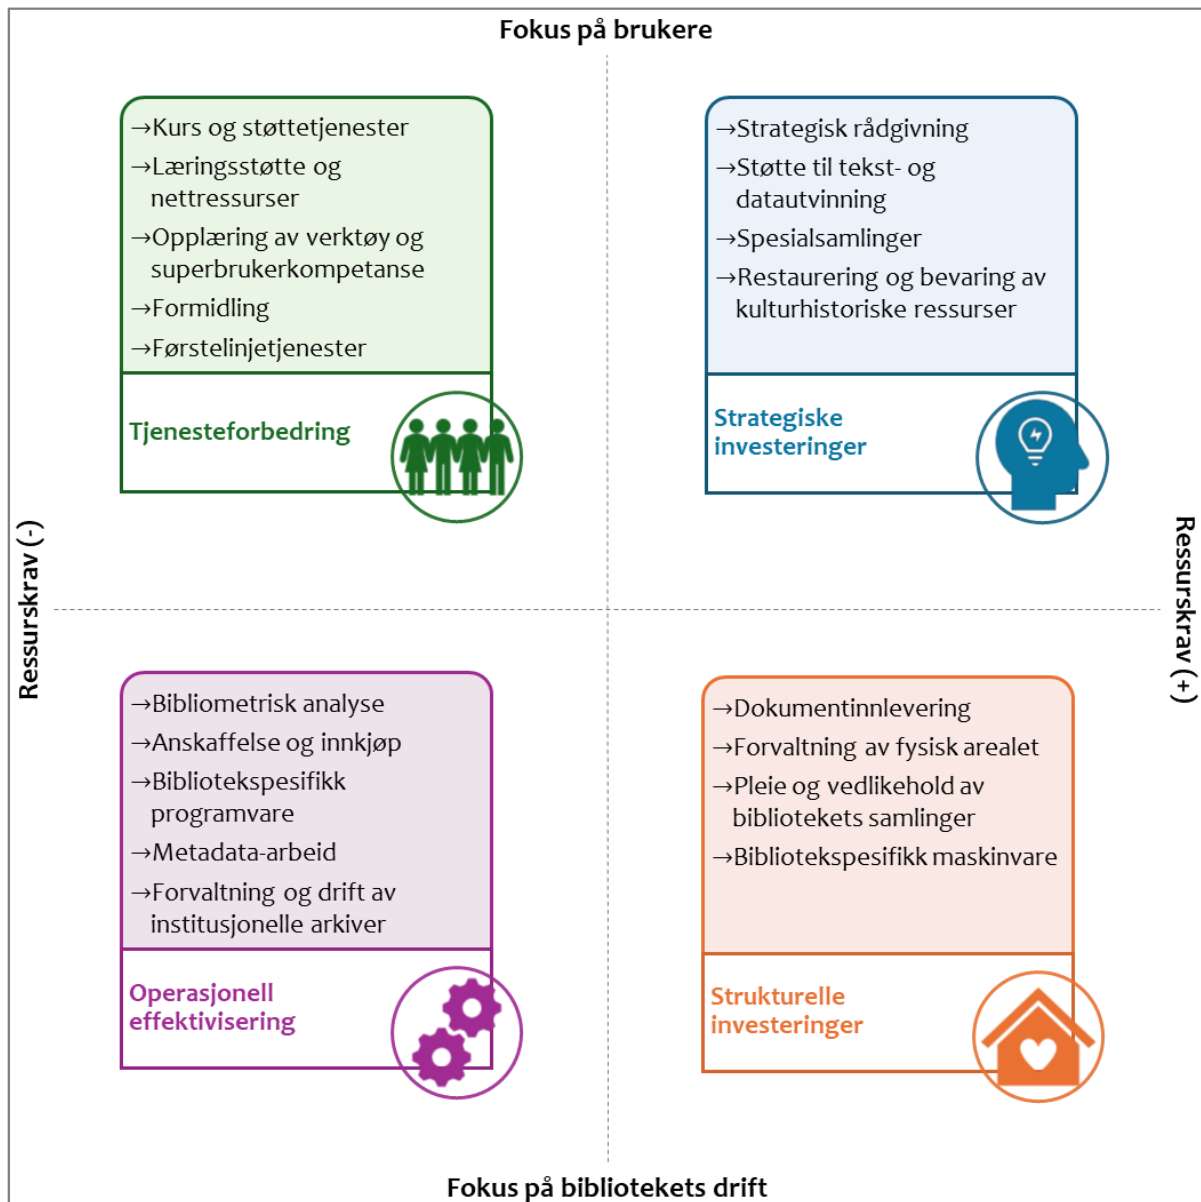 Fokus på brukere
→Kurs og støttetjenester
→Læringsstøtte og
nettressurser
→Opplæring av verktøy og
superbrukerkompetanse
→Formidling
→Førstelinjetjenester
Tjenesteforbedring
→Strategisk rådgivning
→Støtte til tekst- og
datautvinning
→Spesialsamlinger
→Restaurering og bevaring av
kulturhistoriske ressurser
Strategiske
investeringer
Ressurskrav (-)
Ressurskrav (+)
→Bibliometrisk analyse
→Anskaffelse og innkjøp
→Bibliotekspesifikk
programvare
→Metadata-arbeid
→Forvaltning og drift av
institusjonelle arkiver
Operasjonell
effektivisering
→Dokumentinnlevering
→Forvaltning av fysisk arealet
→Pleie og vedlikehold av
bibliotekets samlinger
→Bibliotekspesifikk maskinvare
Strukturelle
investeringer
Fokus på bibliotekets drift